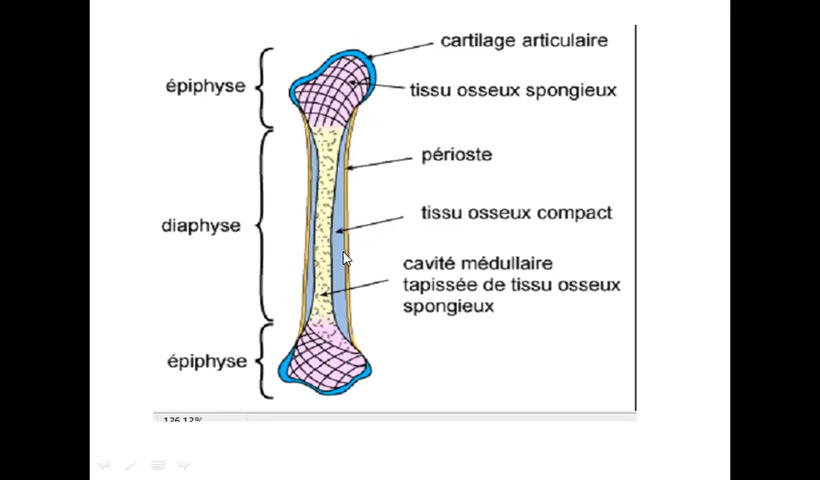 cartilage articulaire
épiphyse
tissu osseux spongieux
périoste
diaphyse
tissu osseux compact
cavité médullaire
tapissée de tissu osseux
spongieux
épiphyse